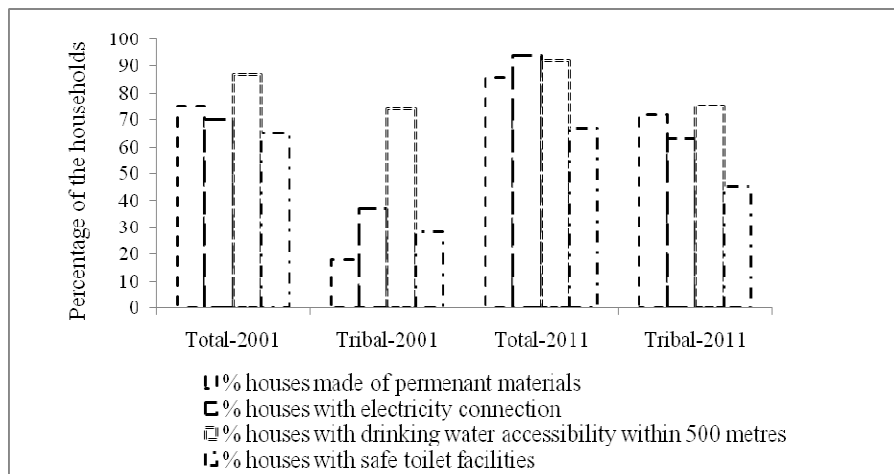 Percentage of the households
100
90
80
70
60
50
40
30
20
10
0
Total-2001 Tribal-2001 Total-2011 Tribal-2011
% houses made of permenant materials
% houses with electricity connection
% houses with drinking water accessibility within 500 metres
% houses with safe toilet facilities